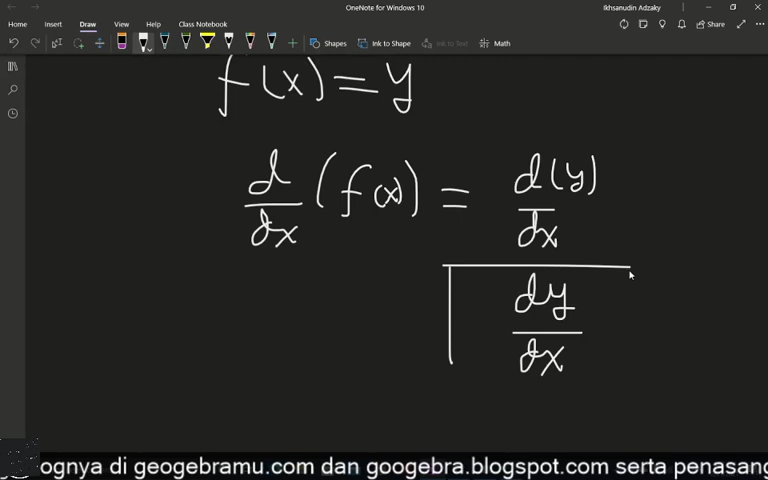 OneNote for Windows 10
Ikhsanudin Adzaky
Home Insert Draw View Help Class Notebook
Share
Shapes Ink to Shape Ink to Text Math
f(x) = y
d/dx (f(x)) = d(y)/dx
dy/dx
ognya di geogebramu.com dan googebra.blogspot.com serta penasano